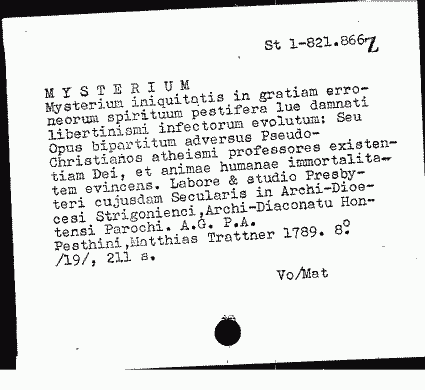 St 1-821.866Z
M Y S T E R I U M
Mysterium iniquitatis in gratiam erro-
neorum spirituum pestifera lue damnati
libertinismi infectorum evolutum: Seu
Opus bipartitum adversus Pseudo-
Christianos atheismi professores existen-
tiam Dei, et animae humanae immortalita-
tem evincens. Labore & studio Presby-
teri cujusdam Secularis in Archi-Dioe-
cesi Strigonienci,Archi-Diaconatu Hon-
tensi Parochi. A.G. P.A.
Pesthini,Matthias Trattner 1789. 8°
/19/, 211 s.
Vo/Mat